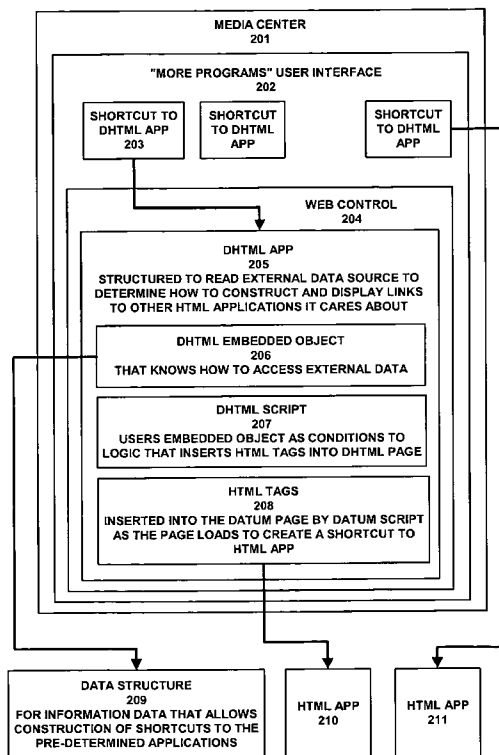 MEDIA CENTER
201
"MORE PROGRAMS" USER INTERFACE
202
SHORTCUT TO
DHTML APP
203
SHORTCUT
TO DHTML
APP
SHORTCUT
TO DHTML
APP
WEB CONTROL
204
DHTML APP
205
STRUCTURED TO READ EXTERNAL DATA SOURCE TO
DETERMINE HOW TO CONSTRUCT AND DISPLAY LINKS
TO OTHER HTML APPLICATIONS IT CARES ABOUT
DHTML EMBEDDED OBJECT
206
THAT KNOWS HOW TO ACCESS EXTERNAL DATA
DHTML SCRIPT
207
USERS EMBEDDED OBJECT AS CONDITIONS TO
LOGIC THAT INSERTS HTML TAGS INTO DHTML PAGE
HTML TAGS
208
INSERTED INTO THE DATUM PAGE BY DATUM SCRIPT
AS THE PAGE LOADS TO CREATE A SHORTCUT TO
HTML APP
DATA STRUCTURE
209
FOR INFORMATION DATA THAT ALLOWS
CONSTRUCTION OF SHORTCUTS TO THE
PRE-DETERMINED APPLICATIONS
HTML APP
210
HTML APP
211